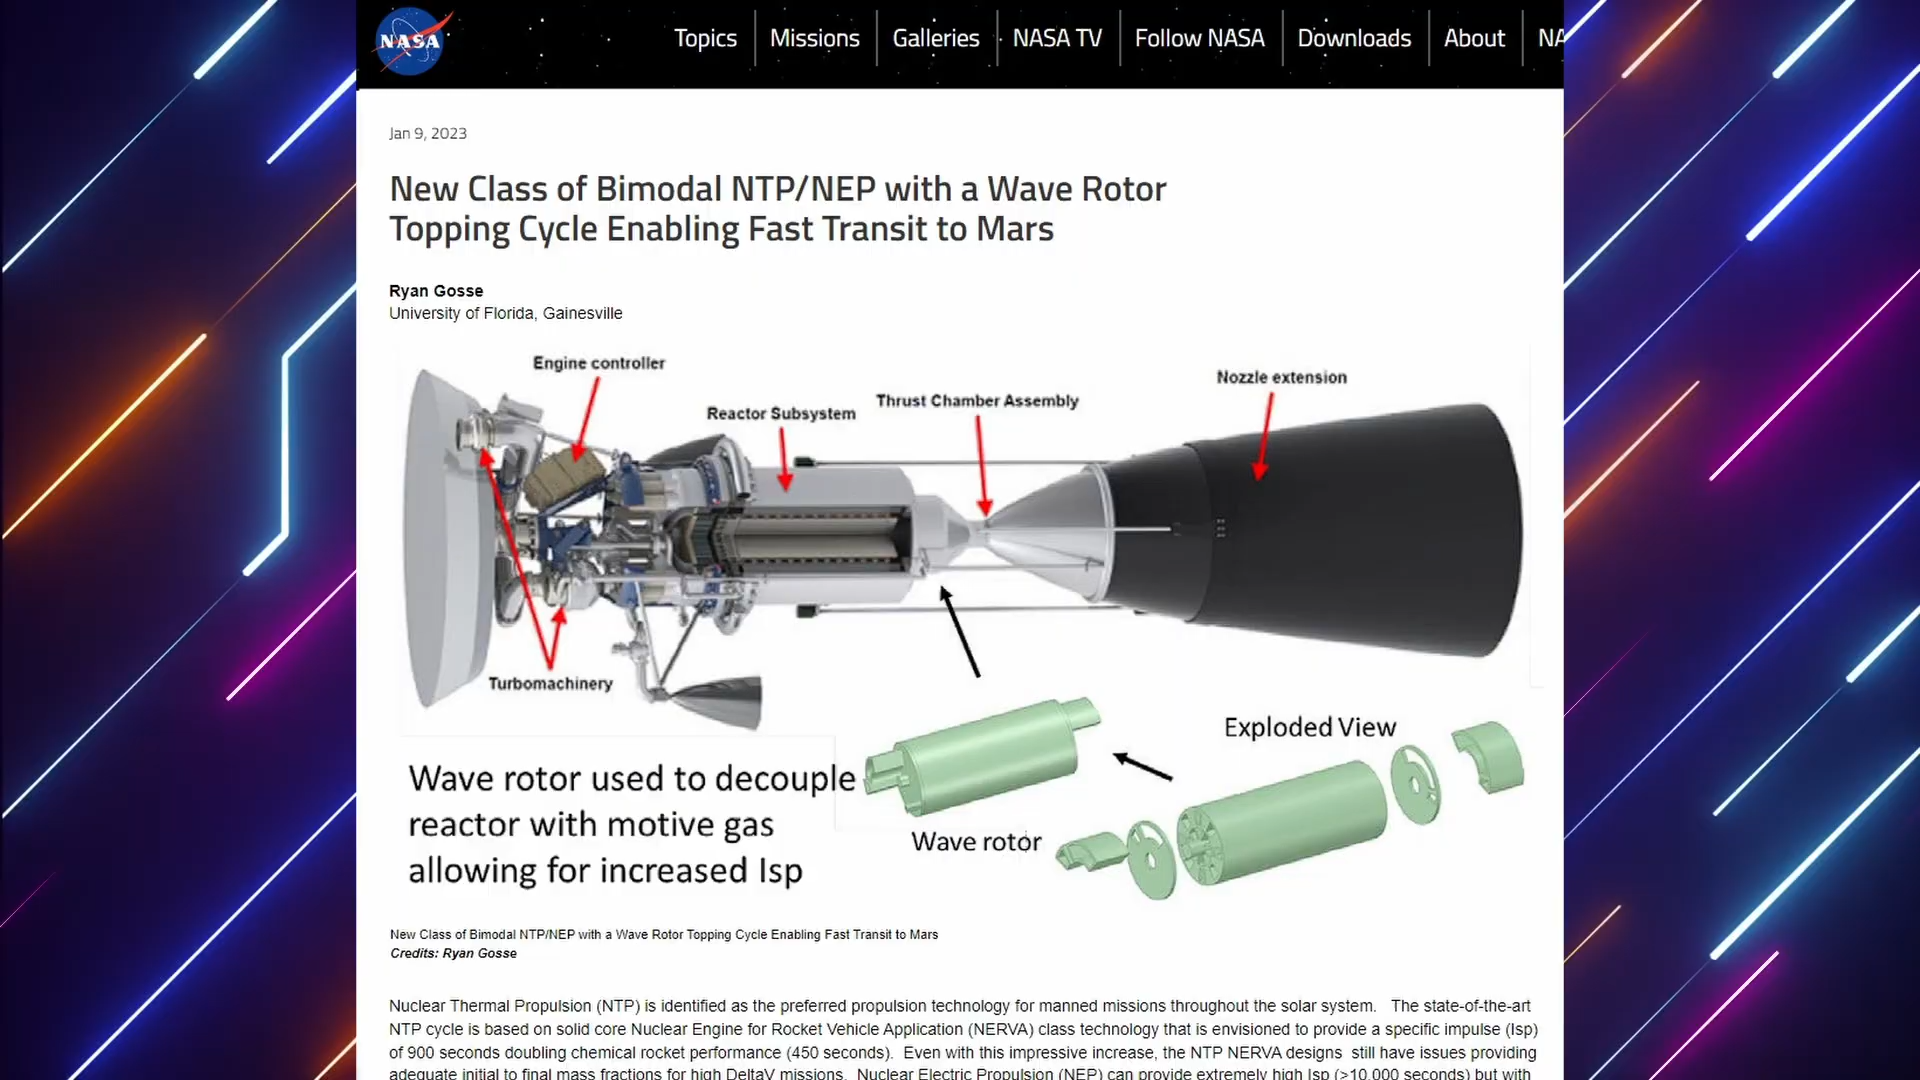 NASA
Topics
Missions
Galleries
NASA TV
Follow NASA
Downloads
About
NA
Jan 9, 2023
New Class of Bimodal NTP/NEP with a Wave Rotor
Topping Cycle Enabling Fast Transit to Mars
Ryan Gosse
University of Florida, Gainesville
Engine controller
Reactor Subsystem
Thrust Chamber Assembly
Nozzle extension
Turbomachinery
Wave rotor used to decouple
reactor with motive gas
allowing for increased Isp
Wave rotor
Exploded View
New Class of Bimodal NTP/NEP with a Wave Rotor Topping Cycle Enabling Fast Transit to Mars
Credits: Ryan Gosse
Nuclear Thermal Propulsion (NTP) is identified as the preferred propulsion technology for manned missions throughout the solar system. The state-of-the-art
NTP cycle is based on solid core Nuclear Engine for Rocket Vehicle Application (NERVA) class technology that is envisioned to provide a specific impulse (Isp)
of 900 seconds doubling chemical rocket performance (450 seconds). Even with this impressive increase, the NTP NERVA designs still have issues providing
adequate initial to final mass fractions for high DeltaV missions. Nuclear Electric Propulsion (NEP) can provide extremely high Isp (>10,000 seconds) but with